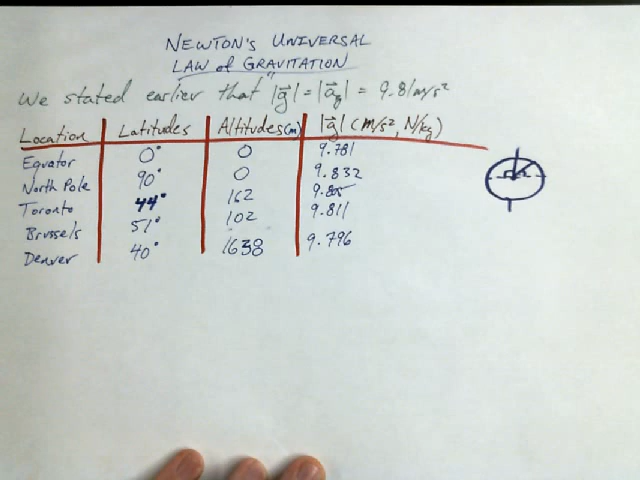 NEWTON'S UNIVERSAL
LAW of GRAVITATION
We stated earlier that |g⃗| = |a⃗g| = 9.81 m/s²
Location Latitudes Altitudes(m) |g⃗| (m/s², N/kg)
Equator 0° 0 9.781
North Pole 90° 0 9.832
Toronto 44° 162
Brussels 51° 102 9.811
Denver 40° 1638 9.796